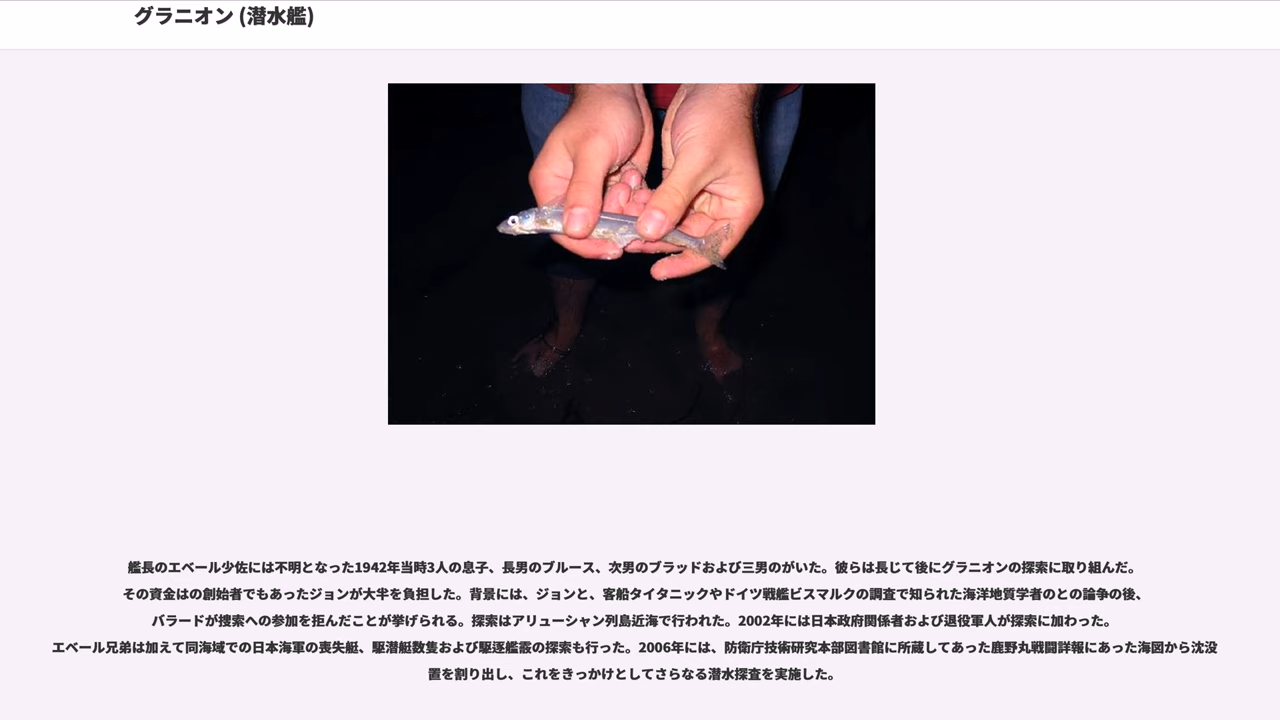 グラニオン (潜水艦)
艦長のエベール少佐には不明となった1942年当時3人の息子、長男のブルース、次男のブラッドおよび三男のがいた。彼らは長じて後にグラニオンの探索に取り組んだ。
その資金はの創始者でもあったジョンが大半を負担した。背景には、ジョンと、客船タイタニックやドイツ戦艦ビスマルクの調査で知られた海洋地質学者のとの論争の後、
バラードが捜索への参加を拒んだことが挙げられる。探索はアリューシャン列島近海で行われた。2002年には日本政府関係者および退役軍人が探索に加わった。
エベール兄弟は加えて同海域での日本海軍の喪失艇、駆潜艇数隻および駆逐艦霰の探索も行った。2006年には、防衛庁技術研究本部図書館に所蔵してあった鹿野丸戦闘詳報にあった海図から沈没
置を割り出し、これをきっかけとしてさらなる潜水探査を実施した。